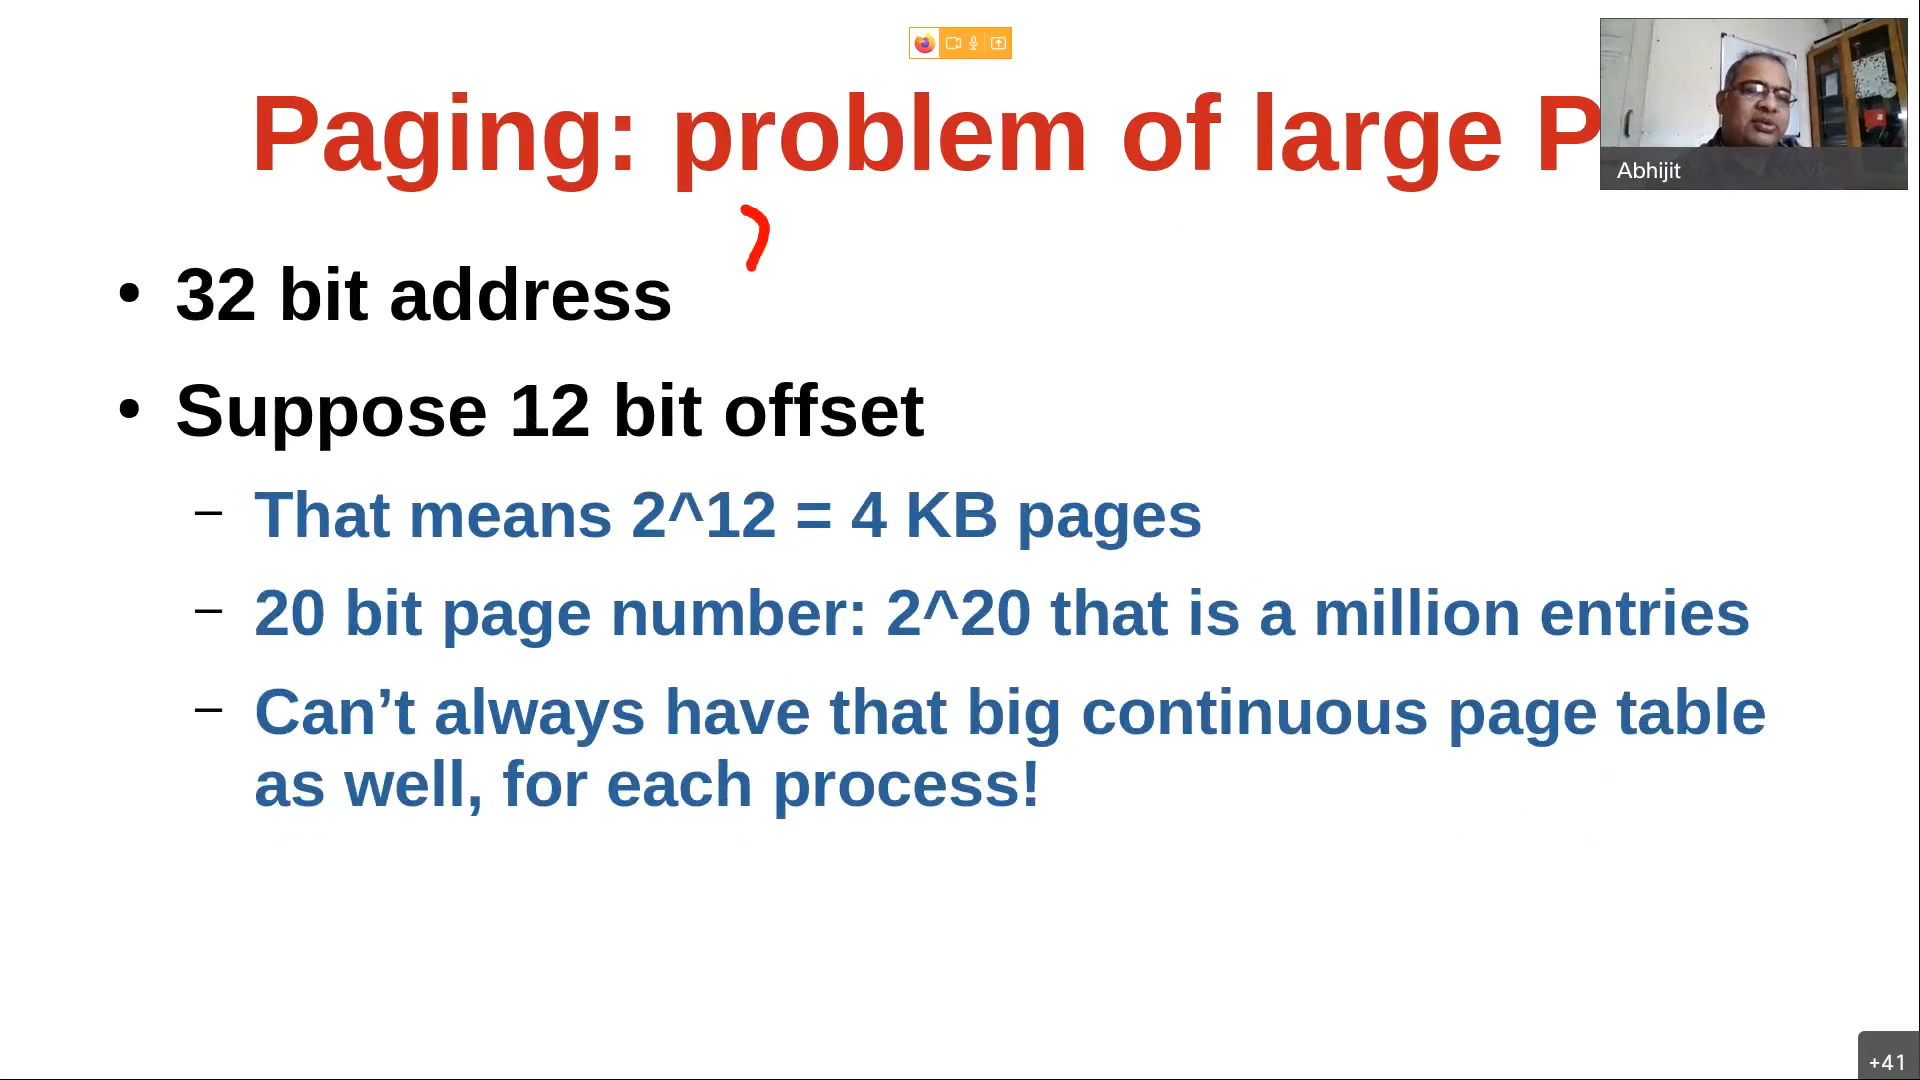 Paging: problem of large P
Abhijit
• 32 bit address
• Suppose 12 bit offset
– That means 2^12 = 4 KB pages
– 20 bit page number: 2^20 that is a million entries
– Can’t always have that big continuous page table
as well, for each process!
+41